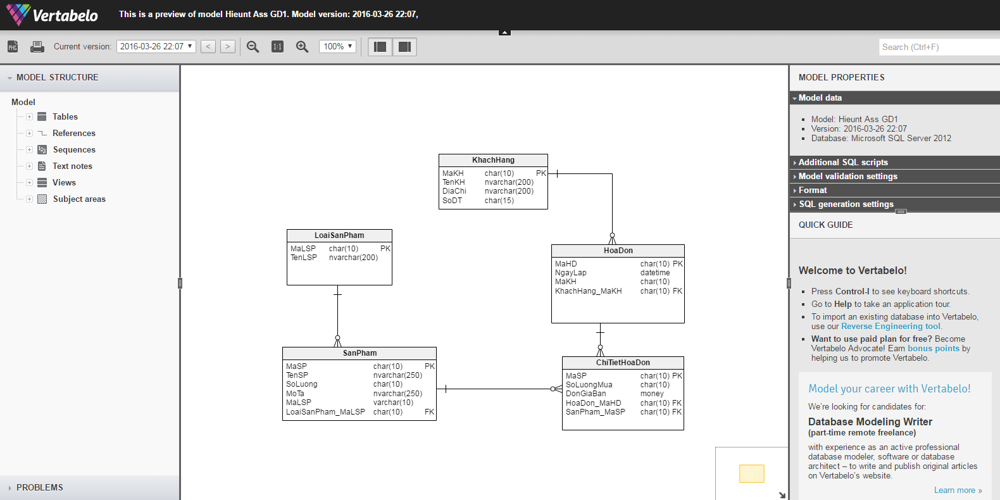 Vertabelo
This is a preview of model Hieunt Ass GD1. Model version: 2016-03-26 22:07,
PNG
Current version:
2016-03-26 22:07
<
>
1:1
100%
Search (Ctrl+F)
MODEL STRUCTURE
Model
Tables
References
Sequences
Text notes
Views
Subject areas
PROBLEMS
KhachHang
MaKH char(10) PK
TenKH nvarchar(200)
DiaChi nvarchar(200)
SoDT char(15)
LoaiSanPham
MaLSP char(10) PK
TenLSP nvarchar(200)
HoaDon
MaHD char(10) PK
NgayLap datetime
MaKH char(10)
KhachHang_MaKH char(10) FK
SanPham
MaSP char(10) PK
TenSP nvarchar(250)
SoLuong char(10)
MoTa nvarchar(250)
MaLSP varchar(10)
LoaiSanPham_MaLSP char(10) FK
ChiTietHoaDon
MaSP char(10) PK
SoLuongMua char(10)
DonGiaBan money
HoaDon_MaHD char(10) FK
SanPham_MaSP char(10) FK
MODEL PROPERTIES
Model data
Model: Hieunt Ass GD1
Version: 2016-03-26 22:07
Database: Microsoft SQL Server 2012
Additional SQL scripts
Model validation settings
Format
SQL generation settings
QUICK GUIDE
Welcome to Vertabelo!
Press Control-I to see keyboard shortcuts.
Go to Help to take an application tour.
To import an existing database into Vertabelo,
use our Reverse Engineering tool.
Want to use paid plan for free? Become
Vertabelo Advocate! Earn bonus points by
helping us to promote Vertabelo.
Model your career with Vertabelo!
We're looking for candidates for:
Database Modeling Writer
(part-time remote freelance)
with experience as an active professional
database modeler, software or database
architect – to write and publish original articles
on Vertabelo's website.
Learn more »